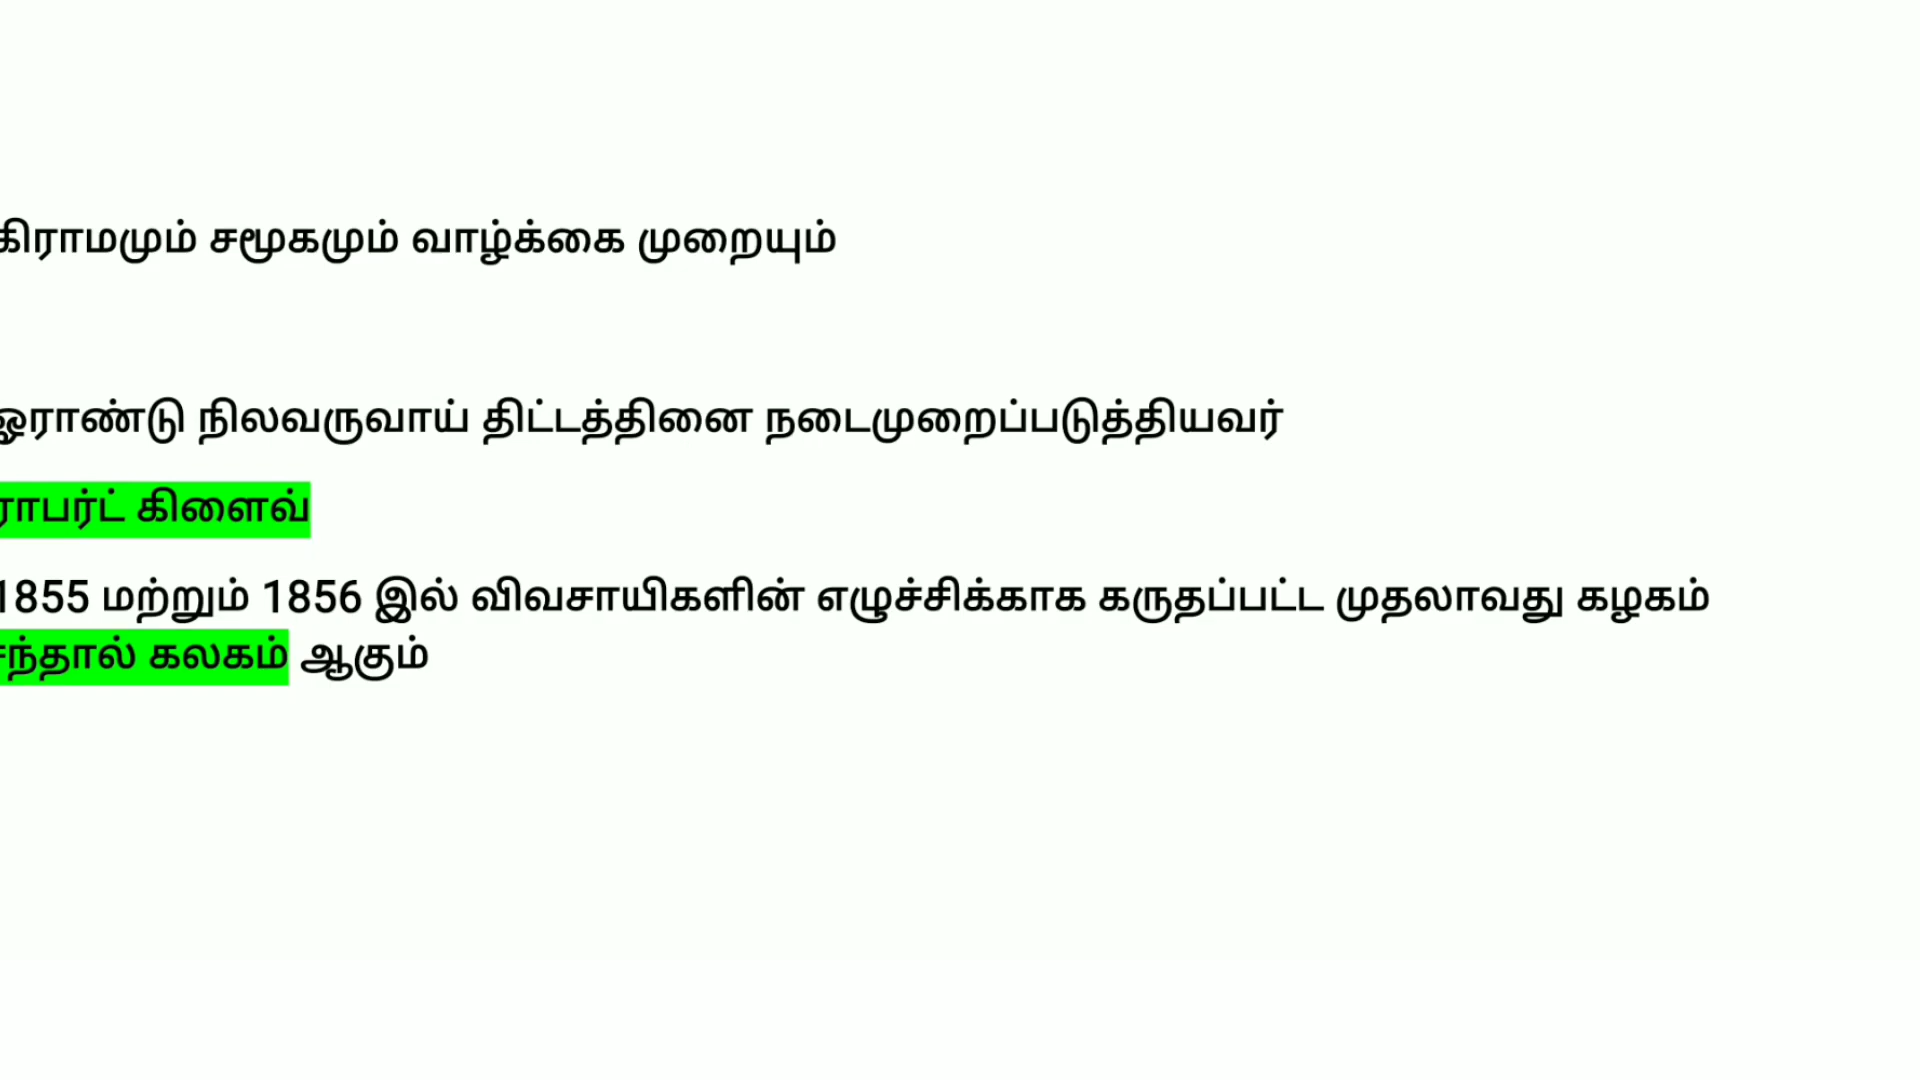 கிராமமும் சமூகமும் வாழ்க்கை முறையும்
ஓராண்டு நிலவருவாய் திட்டத்தினை நடைமுறைப்படுத்தியவர்
ராபர்ட் கிளைவ்
1855 மற்றும் 1856 இல் விவசாயிகளின் எழுச்சிக்காக கருதப்பட்ட முதலாவது கழகம்
சந்தால் கலகம் ஆகும்